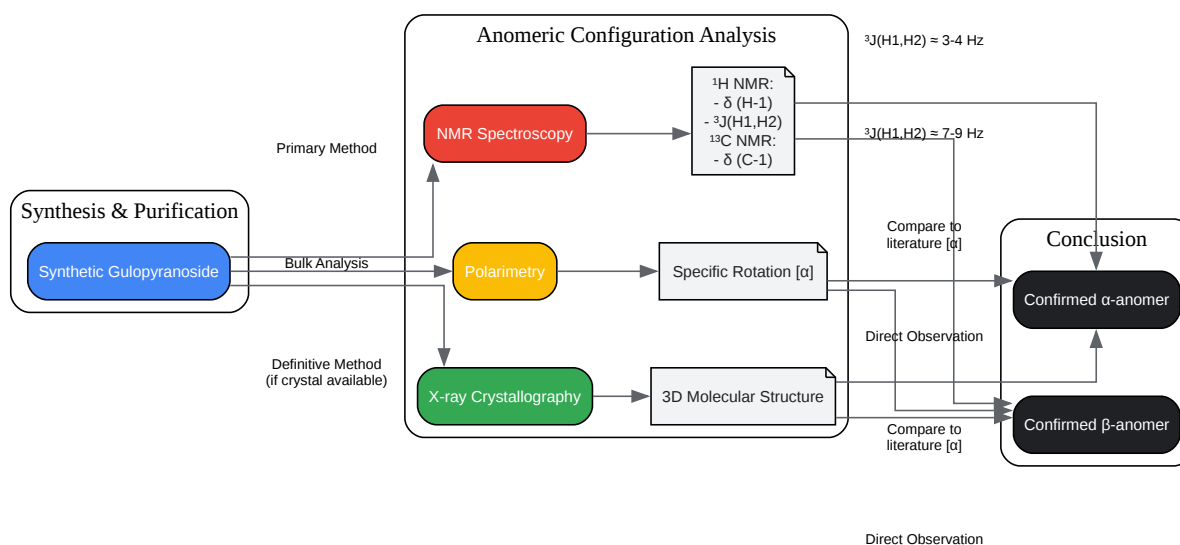 Synthesis & Purification
Synthetic Gulopyranoside
Primary Method
Bulk Analysis
Definitive Method
(if crystal available)
Anomeric Configuration Analysis
NMR Spectroscopy
¹H NMR:
- δ (H-1)
- ³J(H1,H2)
¹³C NMR:
- δ (C-1)
Polarimetry
Specific Rotation [α]
X-ray Crystallography
3D Molecular Structure
³J(H1,H2) ≈ 3-4 Hz
³J(H1,H2) ≈ 7-9 Hz
Compare to
literature [α]
Direct Observation
Compare to
literature [α]
Direct Observation
Conclusion
Confirmed α-anomer
Confirmed β-anomer